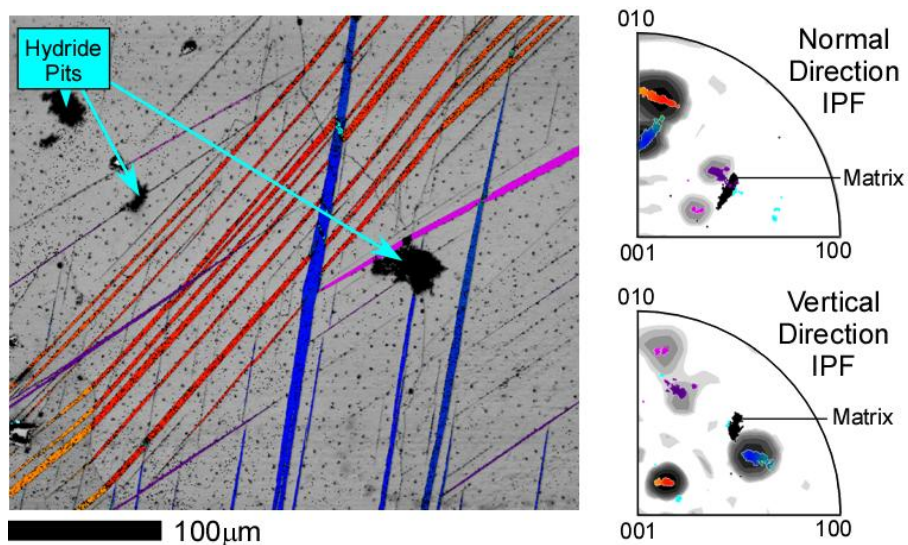 Hydride
Pits
100μm
010
Normal
Direction
IPF
Matrix
001
100
010
Vertical
Direction
IPF
Matrix
001
100